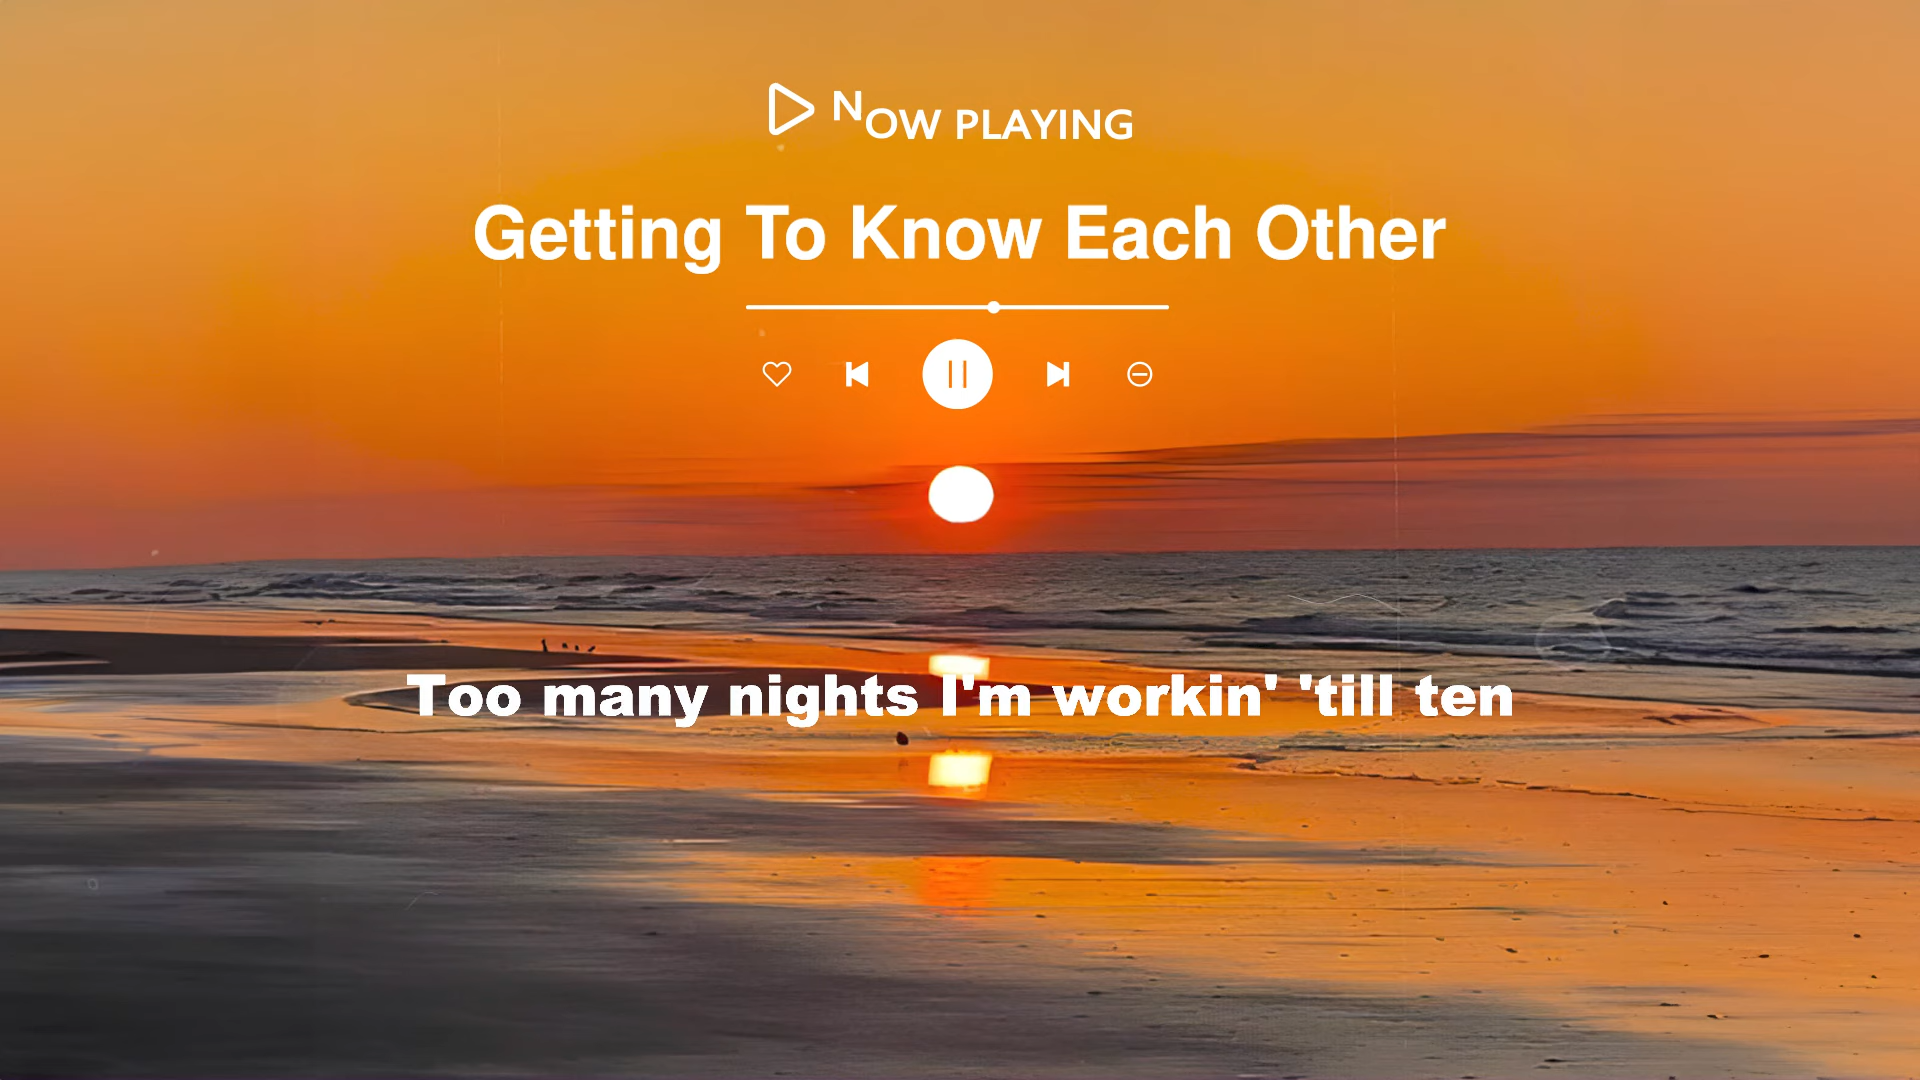 NOW PLAYING
Getting To Know Each Other
Too many nights I'm workin' 'till ten